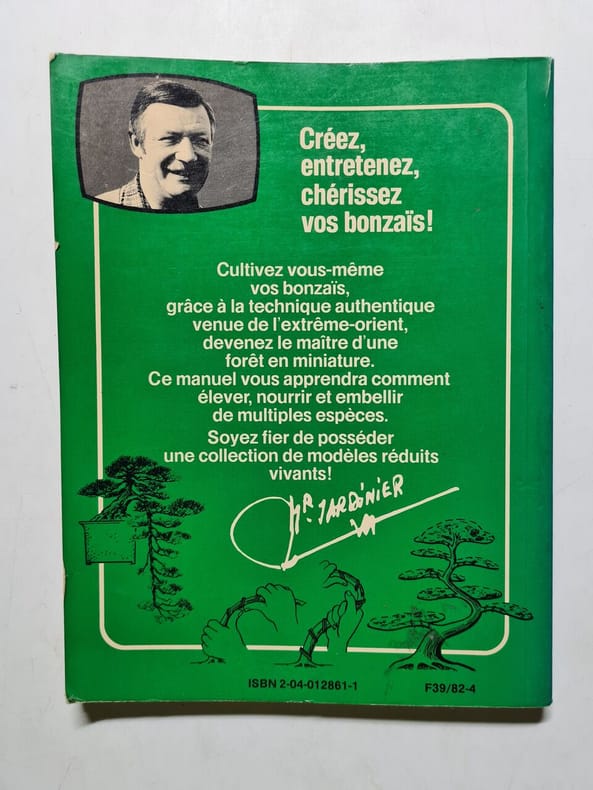 Créez,
entretenez,
chérissez
vos bonzaïs!
Cultivez vous-même
vos bonzaïs,
grâce à la technique authentique
venue de l'extrême-orient,
devenez le maître d'une
forêt en miniature.
Ce manuel vous apprendra comment
élever, nourrir et embellir
de multiples espèces.
Soyez fier de posséder
une collection de modèles réduits
vivants!
Mr. JARDINIER
ISBN 2-04-012861-1
F39/82-4